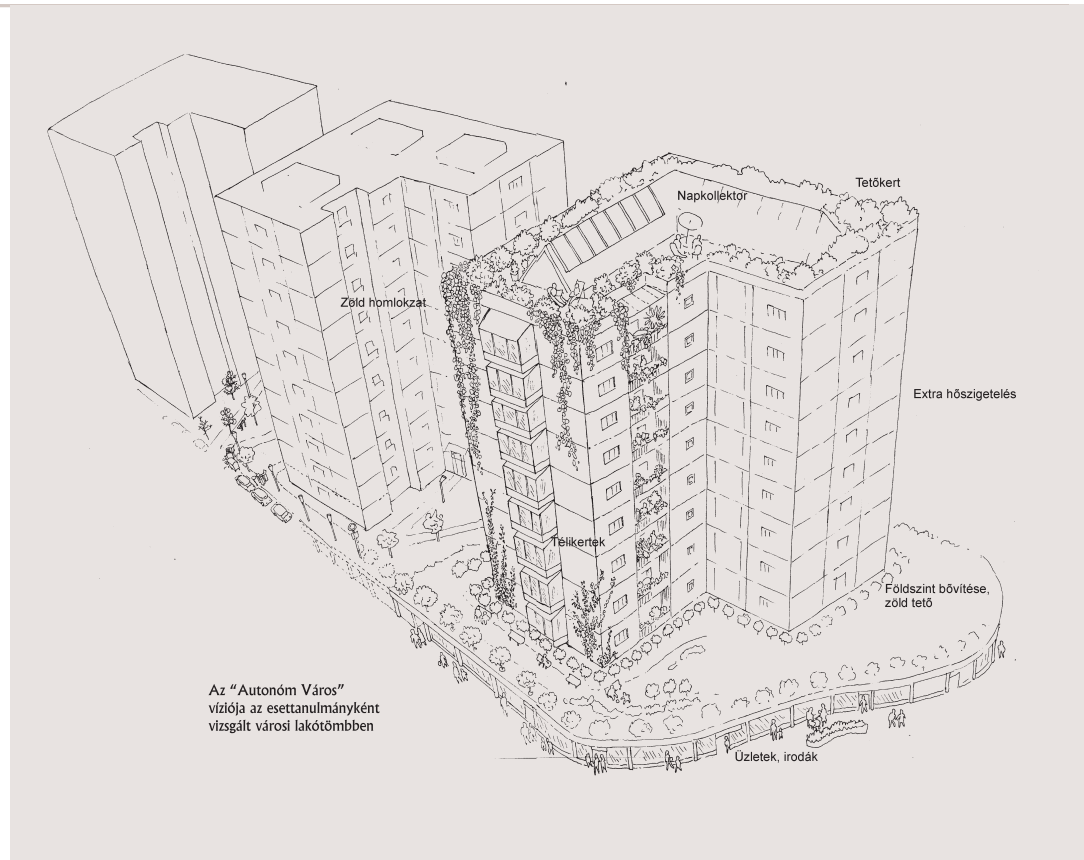 Tetőkert
Napkollektor
Zöld homlokzat
Extra hőszigetelés
Télikertek
Földszint bővítése,
zöld tető
Az “Autonóm Város”
víziója az esettanulmányként
vizsgált városi lakótömbben
Üzletek, irodák